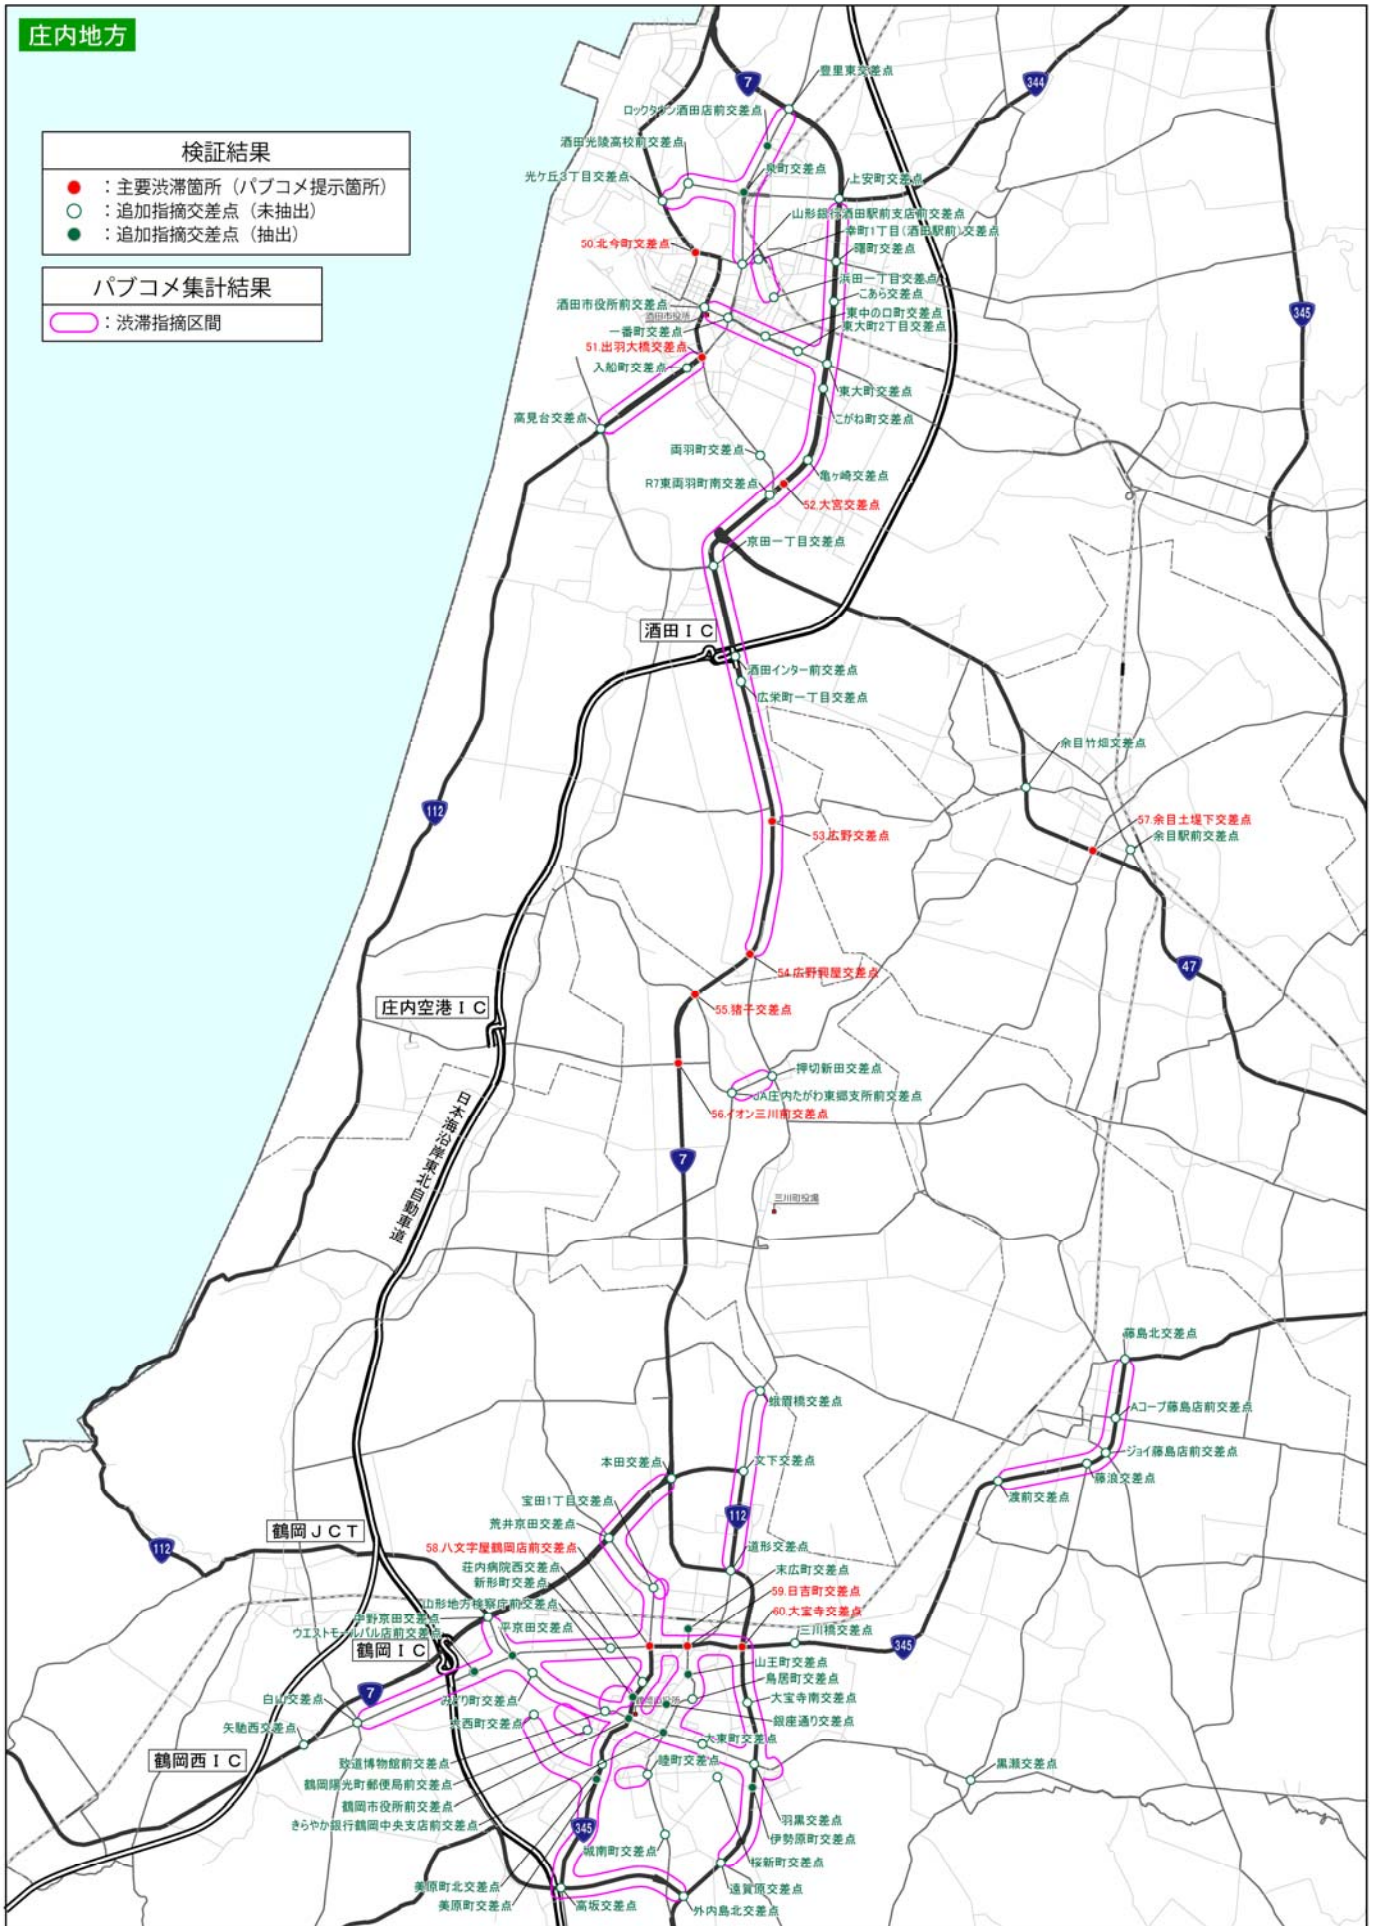 庄内地方
検証結果
：主要渋滞箇所（パブコメ提示箇所）
：追加指摘交差点（未抽出）
：追加指摘交差点（抽出）
パブコメ集計結果
：渋滞指摘区間
7
344
登里東交差点
ロックタウン酒田店前交差点
酒田光陵高校前交差点
泉町交差点
光ケ丘3丁目交差点
上安町交差点
山形銀行酒田駅前支店前交差点
幸町1丁目(酒田駅前)交差点
50.北今町交差点
曙町交差点
浜田一丁目交差点
こあら交差点
酒田市役所前交差点
酒田市役所
東中の口町交差点
345
一番町交差点
東大町2丁目交差点
51.出羽大橋交差点
入船町交差点
東大町交差点
高見台交差点
こがね町交差点
両羽町交差点
亀ヶ崎交差点
R7東両羽町南交差点
52.大宮交差点
京田一丁目交差点
酒田ＩＣ
酒田インター前交差点
広栄町一丁目交差点
余目竹畑交差点
112
53.広野交差点
57.余目土堤下交差点
余目駅前交差点
54.広野興屋交差点
47
庄内空港ＩＣ
55.猪子交差点
押切新田交差点
JA庄内たがわ東郷支所前交差点
56.イオン三川前交差点
日本海沿岸東北自動車道
7
三川町役場
藤島北交差点
蛾眉橋交差点
Aコープ藤島店前交差点
本田交差点
文下交差点
ジョイ藤島店前交差点
藤浪交差点
渡前交差点
宝田1丁目交差点
112
鶴岡ＪＣＴ
荒井京田交差点
112
58.八文字屋鶴岡店前交差点
道形交差点
荘内病院西交差点
末広町交差点
新形町交差点
59.日吉町交差点
山形地方検察庁前交差点
60.大宝寺交差点
中野京田交差点
平京田交差点
三川橋交差点
ウエストモールパル店前交差点
345
鶴岡ＩＣ
山王町交差点
鳥居町交差点
7
白山交差点
みどり町交差点
大宝寺南交差点
矢馳西交差点
銀座通り交差点
大西町交差点
大東町交差点
鶴岡西ＩＣ
致道博物館前交差点
睦町交差点
黒瀬交差点
鶴岡陽光町郵便局前交差点
鶴岡市役所前交差点
羽黒交差点
きらやか銀行鶴岡中央支店前交差点
345
伊勢原町交差点
城南町交差点
桜新町交差点
美原町北交差点
遠賀原交差点
美原町交差点
高坂交差点
外内島北交差点